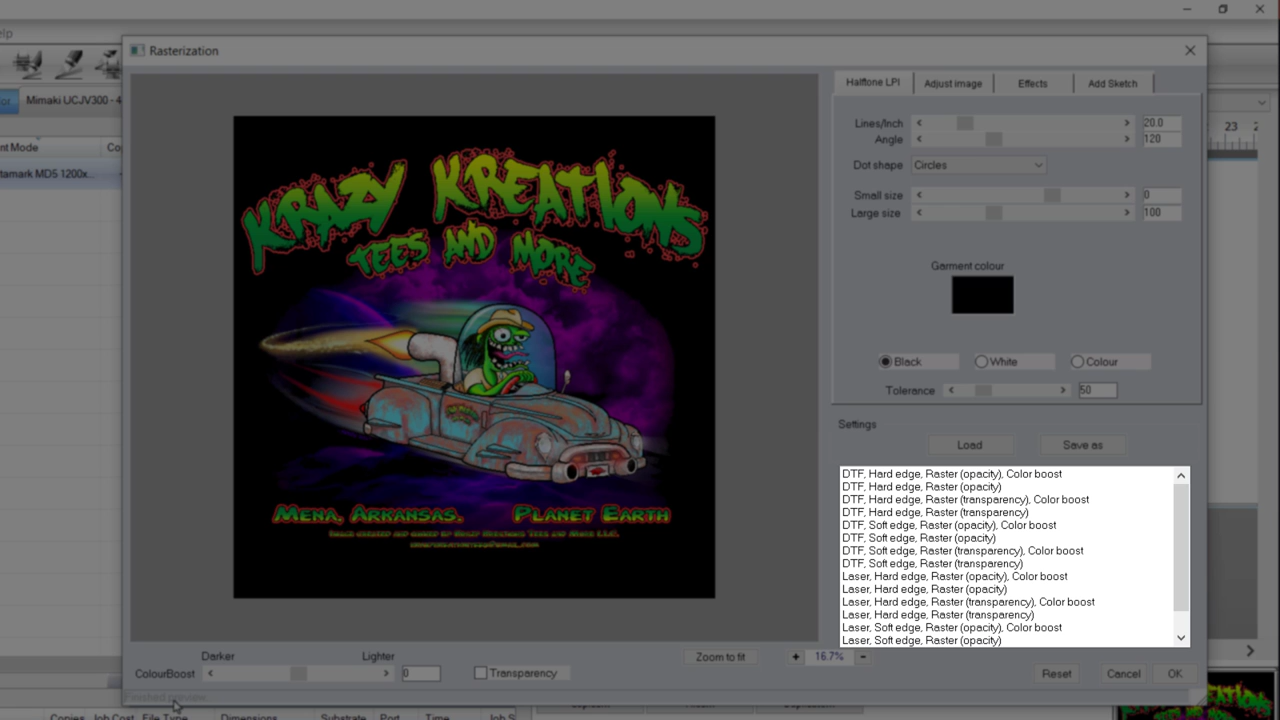 elp
Rasterization
or
Mimaki UCJV300 - 4
nt Mode
Co
tamark MD5 1200x...
Halftone LPI
Adjust image
Effects
Add Sketch
Lines/Inch
20.0
Angle
120
Dot shape
Circles
Small size
0
Large size
100
Garment colour
Black
White
Colour
Tolerance
50
Settings
Load
Save as
DTF, Hard edge, Raster (opacity), Color boost
DTF, Hard edge, Raster (opacity)
DTF, Hard edge, Raster (transparency), Color boost
DTF, Hard edge, Raster (transparency)
DTF, Soft edge, Raster (opacity), Color boost
DTF, Soft edge, Raster (opacity)
DTF, Soft edge, Raster (transparency), Color boost
DTF, Soft edge, Raster (transparency)
Laser, Hard edge, Raster (opacity), Color boost
Laser, Hard edge, Raster (opacity)
Laser, Hard edge, Raster (transparency), Color boost
Laser, Hard edge, Raster (transparency)
Laser, Soft edge, Raster (opacity), Color boost
Laser, Soft edge, Raster (opacity)
23
KRAZY KREATIONS
TEES AND MORE
MENA, ARKANSAS.
PLANET EARTH
Darker
Lighter
ColourBoost
0
Transparency
Zoom to fit
+ 16.7% -
Reset
Cancel
OK
Finished preview
Copies
Job Cost
File Type
Dimensions
Substrate
Port
Time
Job S